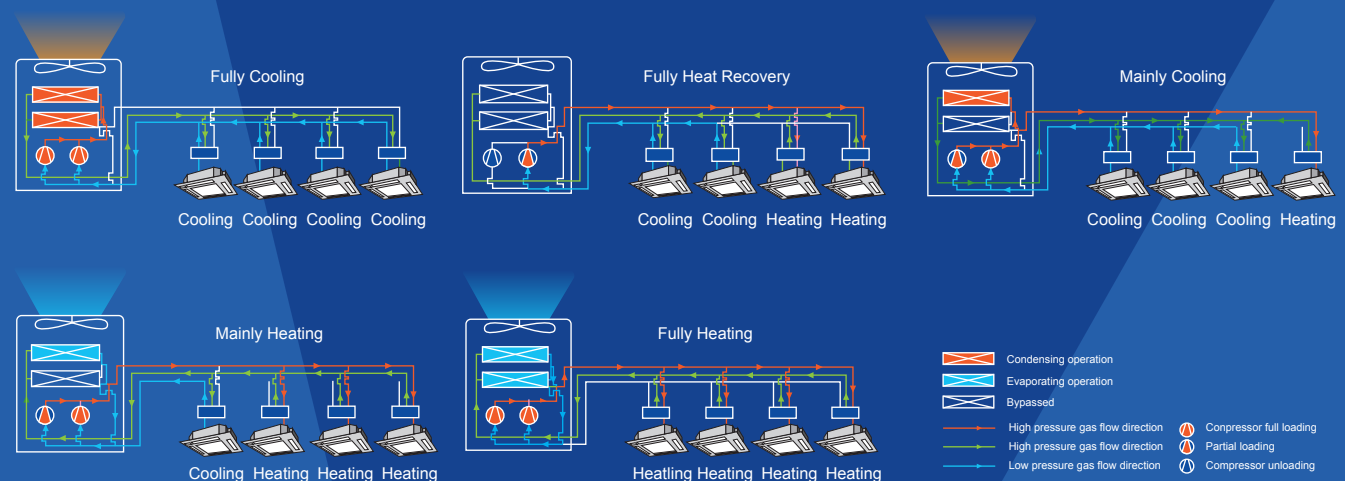 Fully Cooling
Fully Heat Recovery
Mainly Cooling
Cooling Cooling Cooling Cooling
Cooling Cooling Heating Heating
Cooling Cooling Cooling Heating
Mainly Heating
Fully Heating
Cooling Heating Heating Heating
Heatling Heating Heating Heating
Condensing operation
Evaporating operation
Bypassed
High pressure gas flow direction
High pressure gas flow direction
Low pressure gas flow direction
Conpressor full loading
Partial loading
Compressor unloading